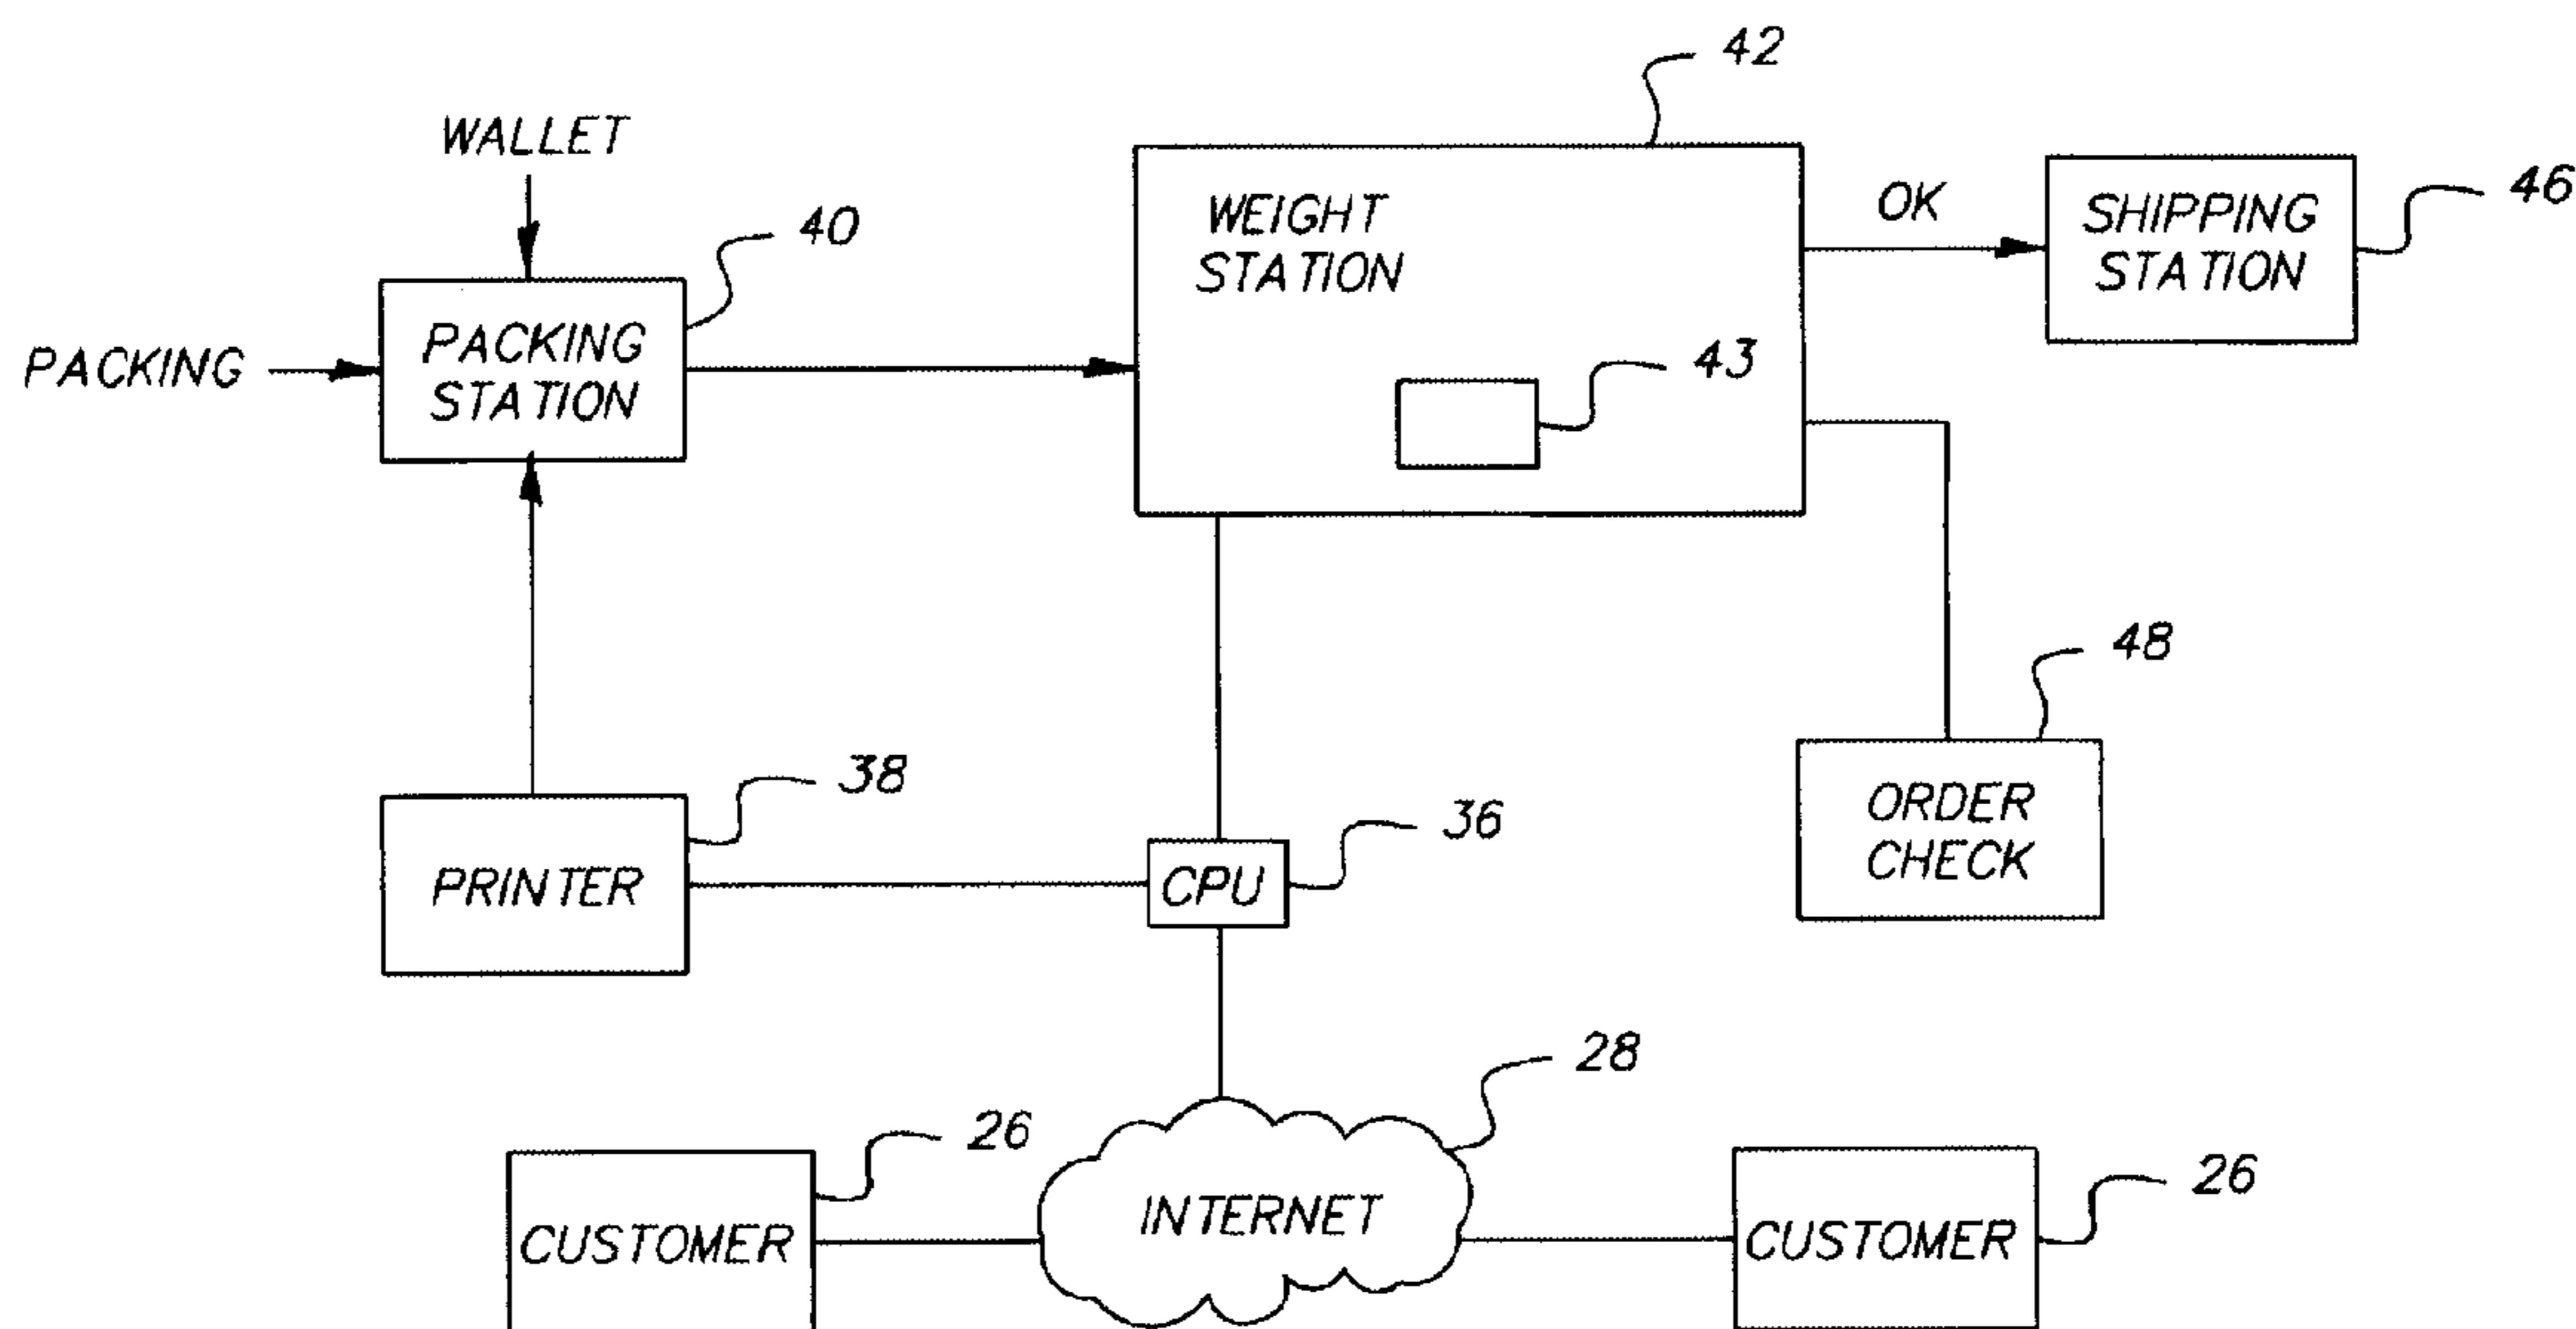 42
WALLET
40
WEIGHT
STATION
OK
SHIPPING
STATION
46
PACKING
PACKING
STATION
43
48
38
PRINTER
36
CPU
ORDER
CHECK
28
26
CUSTOMER
INTERNET
CUSTOMER
26